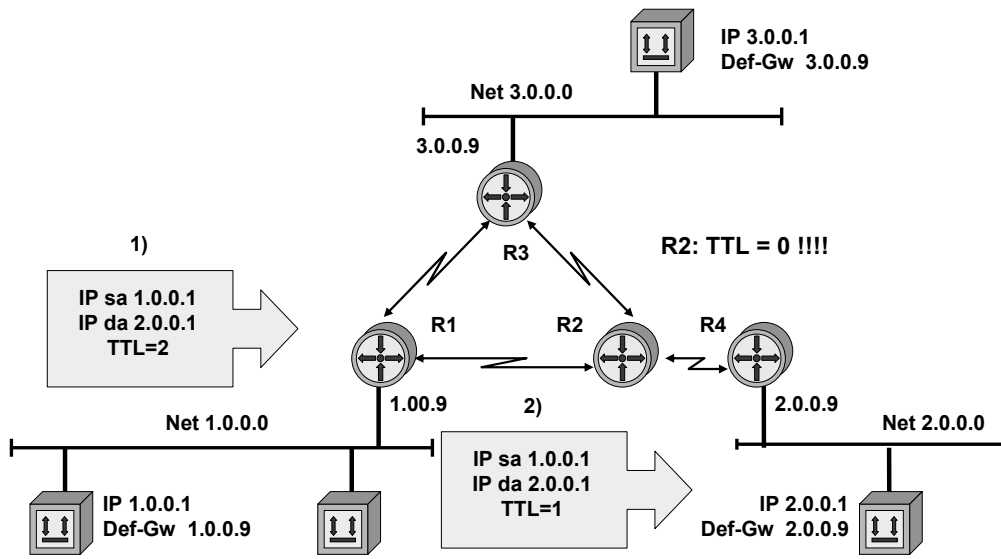 IP 3.0.0.1
Def-Gw 3.0.0.9
Net 3.0.0.0
3.0.0.9
1)
R3
R2: TTL = 0 !!!!
IP sa 1.0.0.1
IP da 2.0.0.1
TTL=2
R1
R2
R4
1.00.9
2)
2.0.0.9
Net 1.0.0.0
Net 2.0.0.0
IP sa 1.0.0.1
IP da 2.0.0.1
TTL=1
IP 1.0.0.1
Def-Gw 1.0.0.9
IP 2.0.0.1
Def-Gw 2.0.0.9